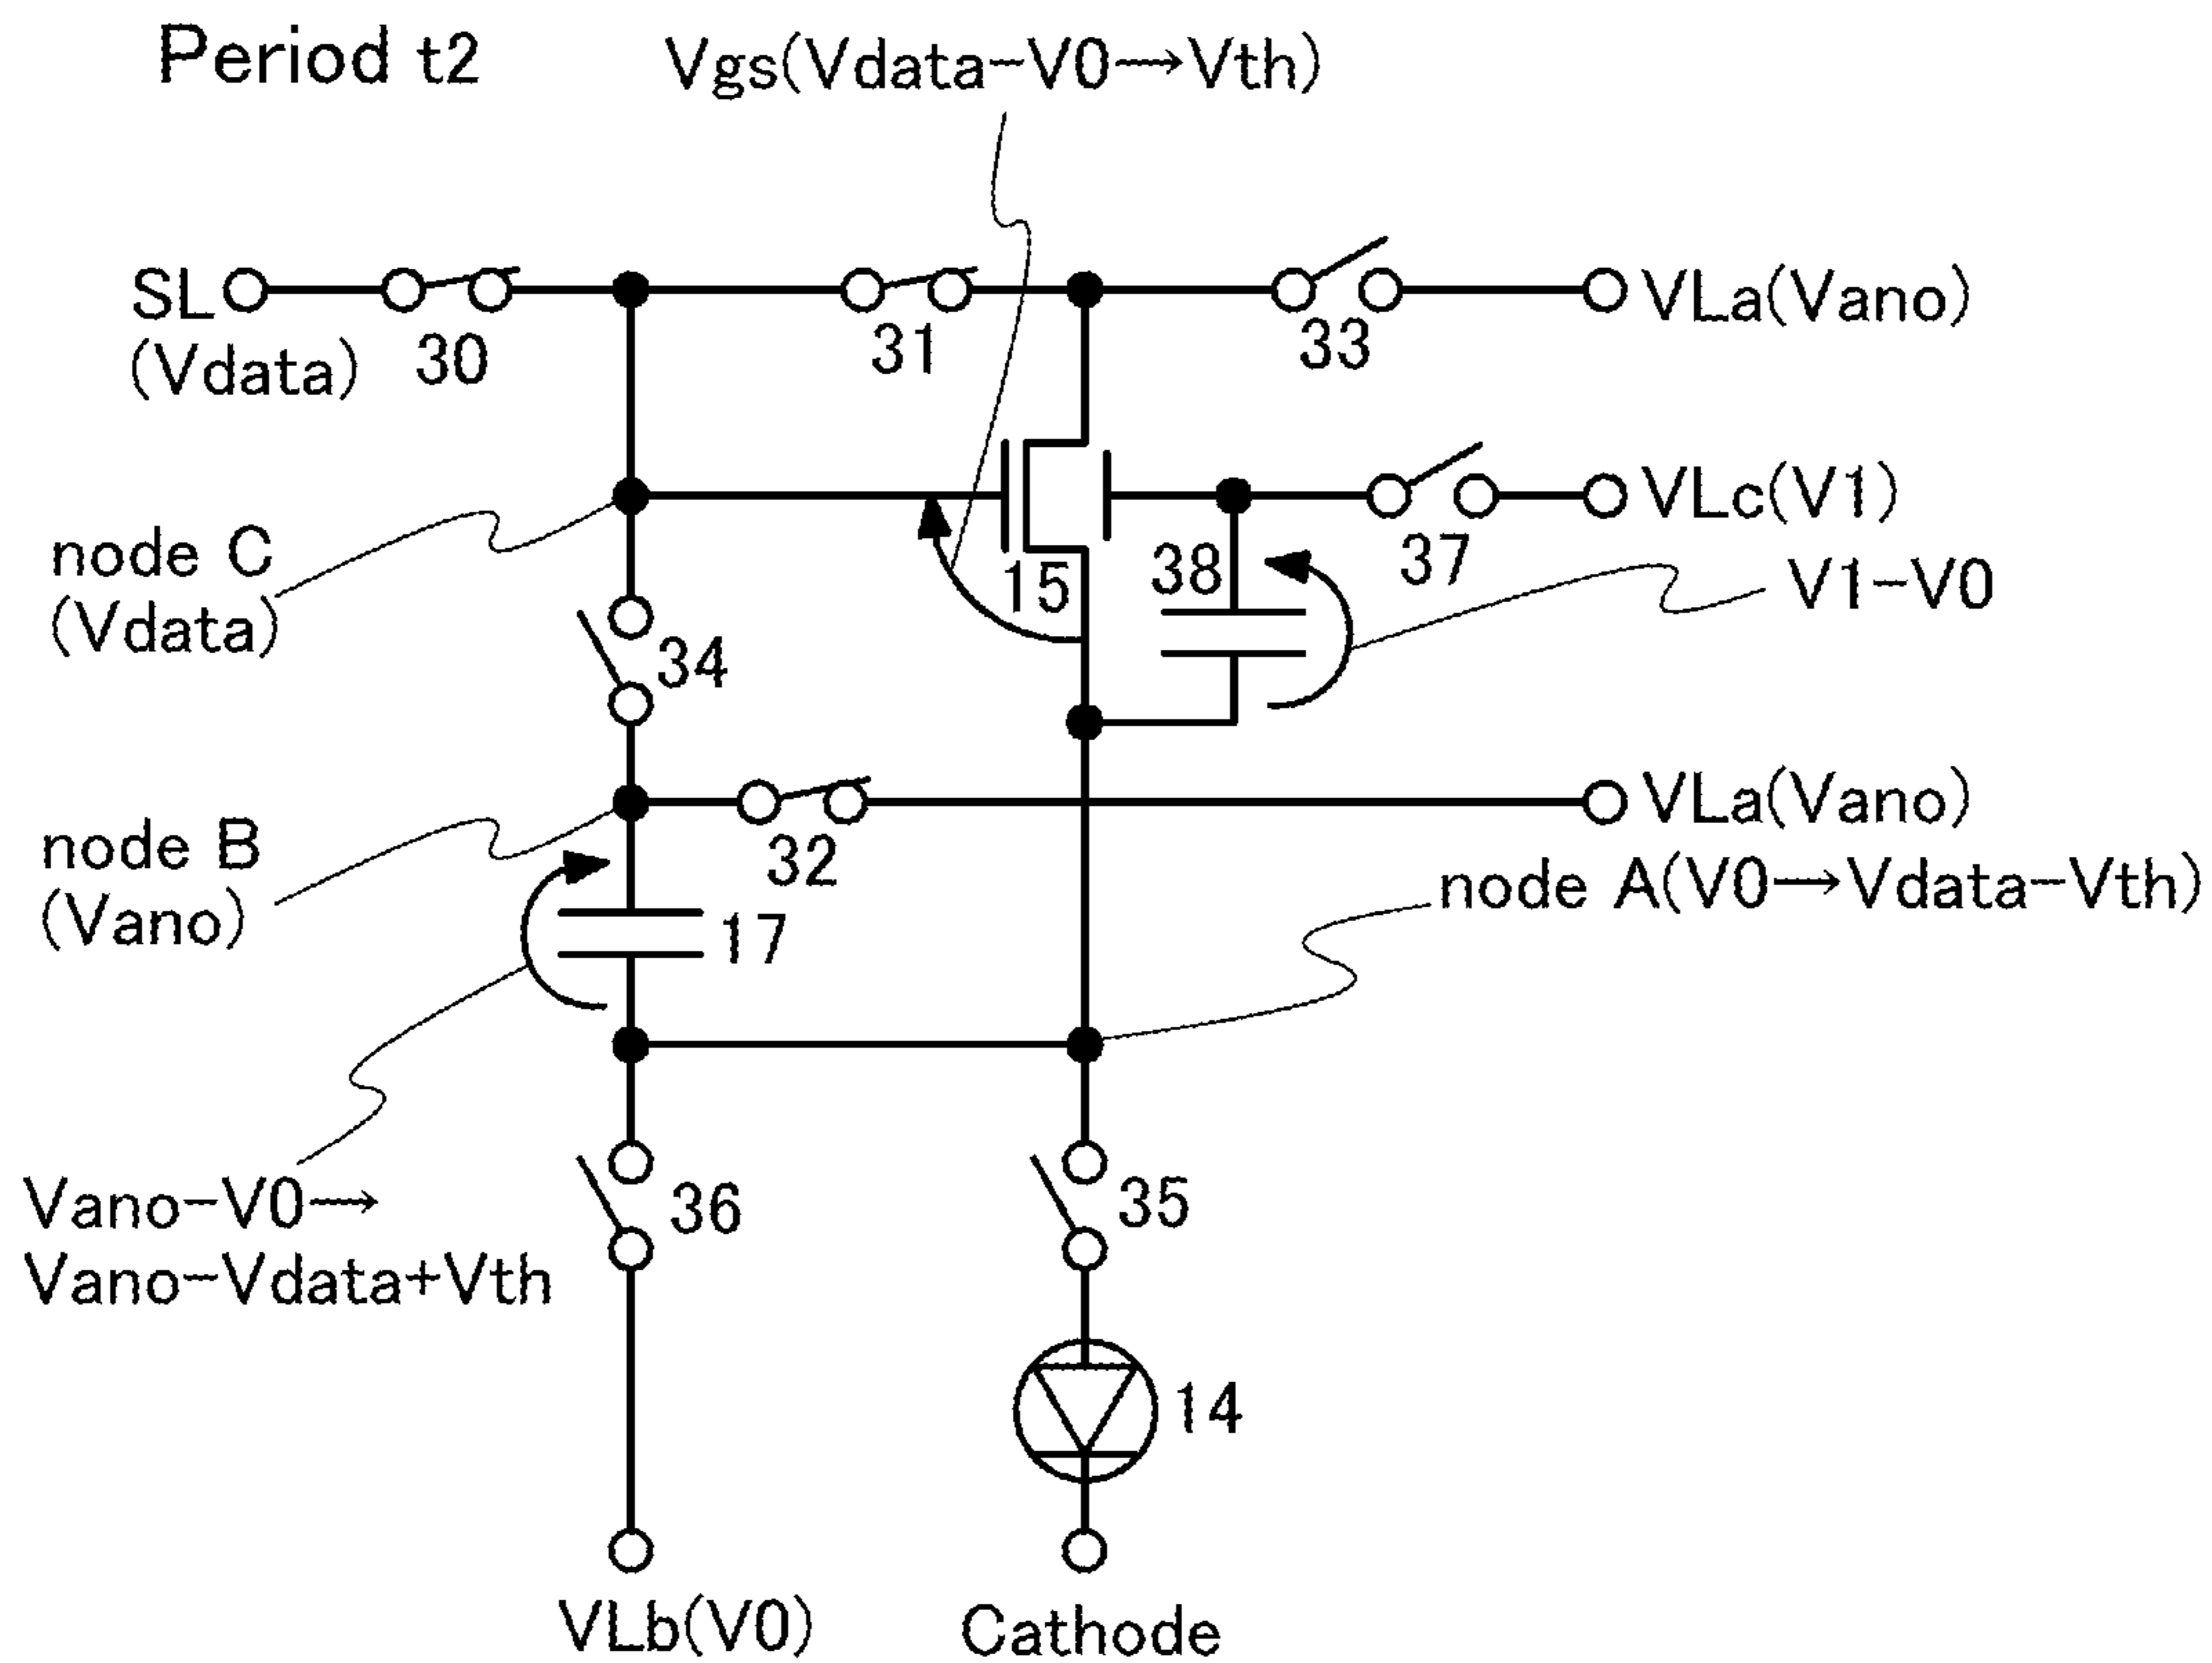 Period t2
Vgs(Vdata-V0→Vth)
SL
(Vdata)
30
31
33
VLa(Vano)
node C
(Vdata)
15
38
37
VLc(V1)
V1-V0
34
node B
(Vano)
32
VLa(Vano)
node A(V0→Vdata-Vth)
17
Vano-V0→
Vano-Vdata+Vth
36
35
14
VLb(V0)
Cathode